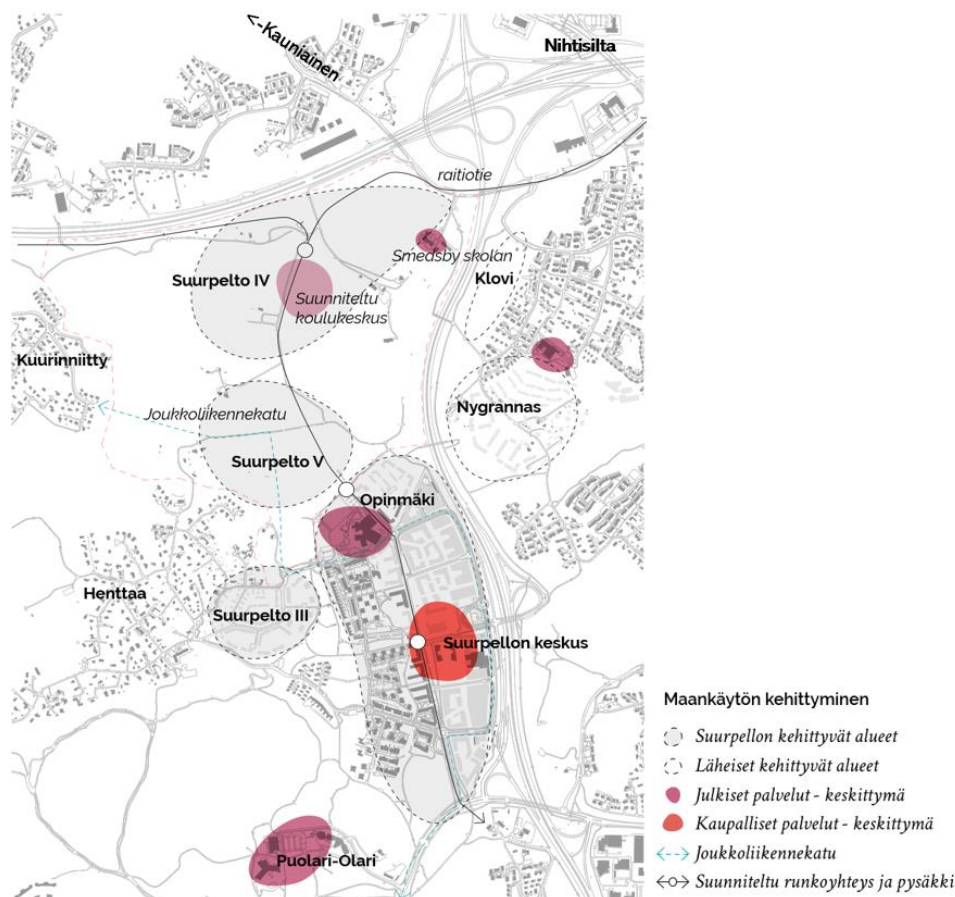 Kauniainen
Nihtisilta
raitiotie
Smedsby skolan
Suurpelto IV
Klovi
Suunniteltu
koulukeskus
Kuurinniitty
Nygrannas
Joukkoliikennekatu
Suurpelto V
Opinmäki
Henttaa
Suurpelto III
Suurpellon keskus
Puolari-Olari
Maankäytön kehittyminen
Suurpellon kehittyvät alueet
Läheiset kehittyvät alueet
Julkiset palvelut - keskittymä
Kaupalliset palvelut - keskittymä
Joukkoliikennekatu
Suunniteltu runkoyhteys ja pysäkki